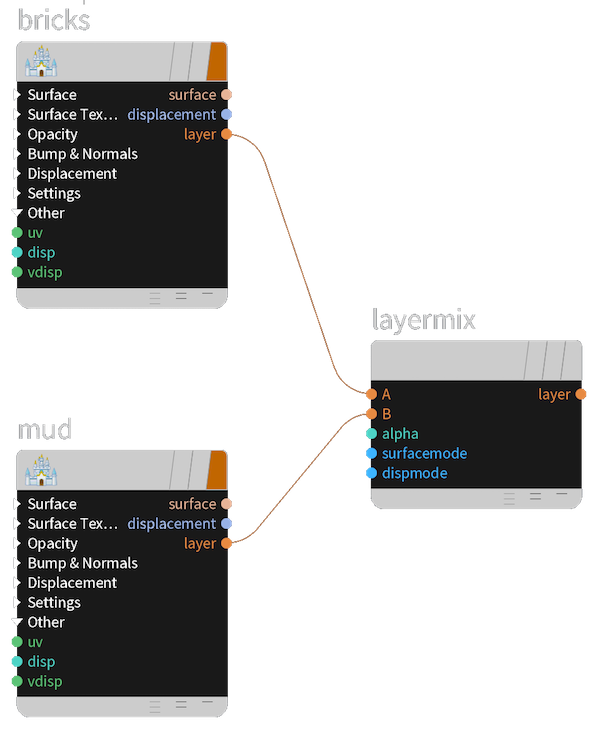 bricks
Surface surface
Surface Tex... displacement
Opacity layer
Bump & Normals
Displacement
Settings
Other
uv
disp
vdisp
layermix
A layer
B
alpha
surfacemode
dispmode
mud
Surface surface
Surface Tex... displacement
Opacity layer
Bump & Normals
Displacement
Settings
Other
uv
disp
vdisp